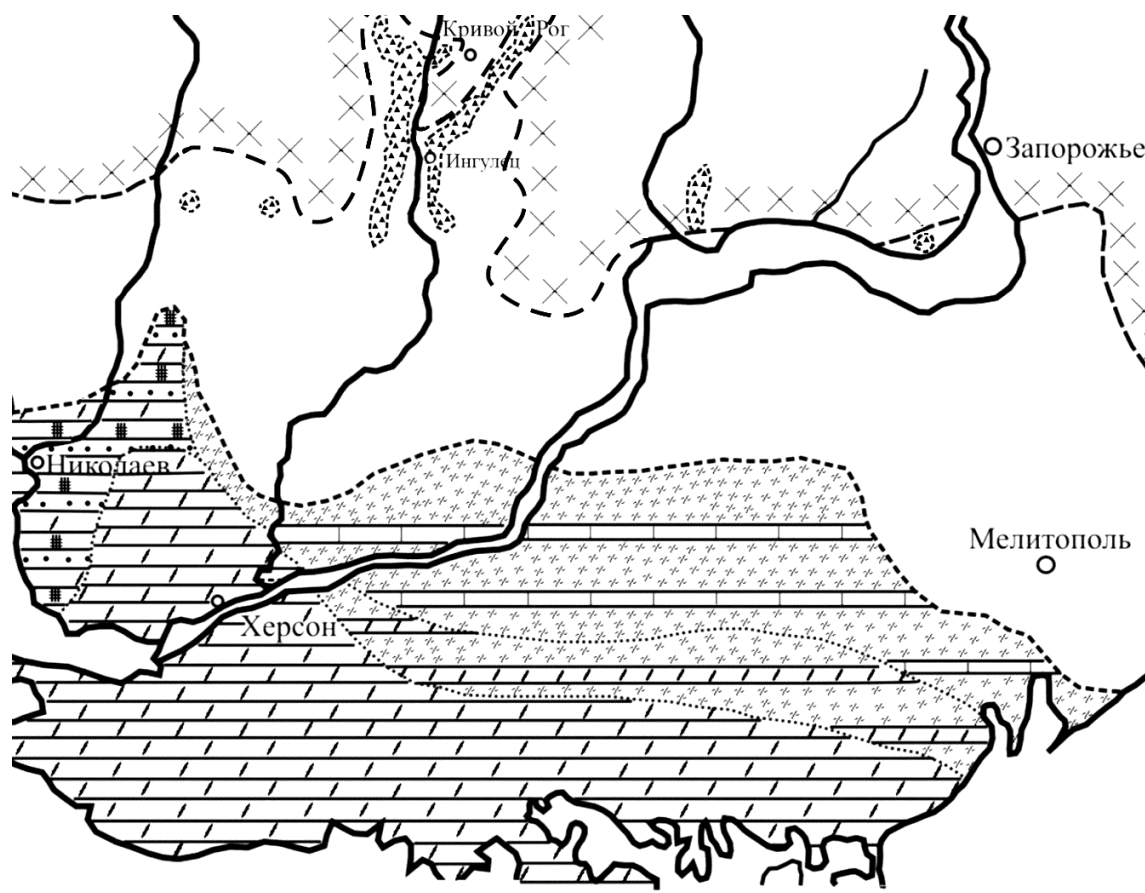 Кривой Рог
Ингулец
Запорожье
Николаев
Мелитополь
Херсон